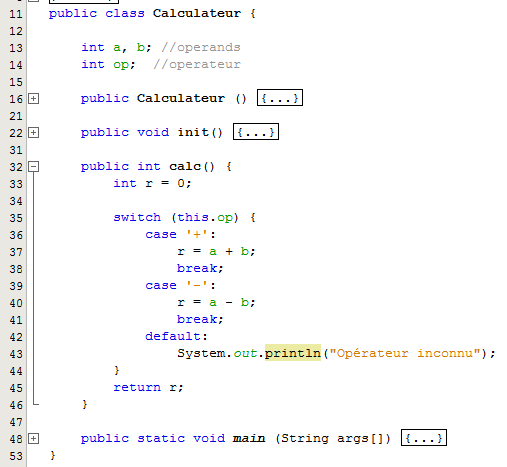 11 public class Calculateur {
12
13 int a, b; //operands
14 int op; //operateur
15
16 public Calculateur () {...}
21
22 public void init() {...}
31
32 public int calc() {
33 int r = 0;
34
35 switch (this.op) {
36 case '+':
37 r = a + b;
38 break;
39 case '-':
40 r = a - b;
41 break;
42 default:
43 System.out.println("Opérateur inconnu");
44 }
45 return r;
46 }
47
48 public static void main (String args[]) {...}
53 }